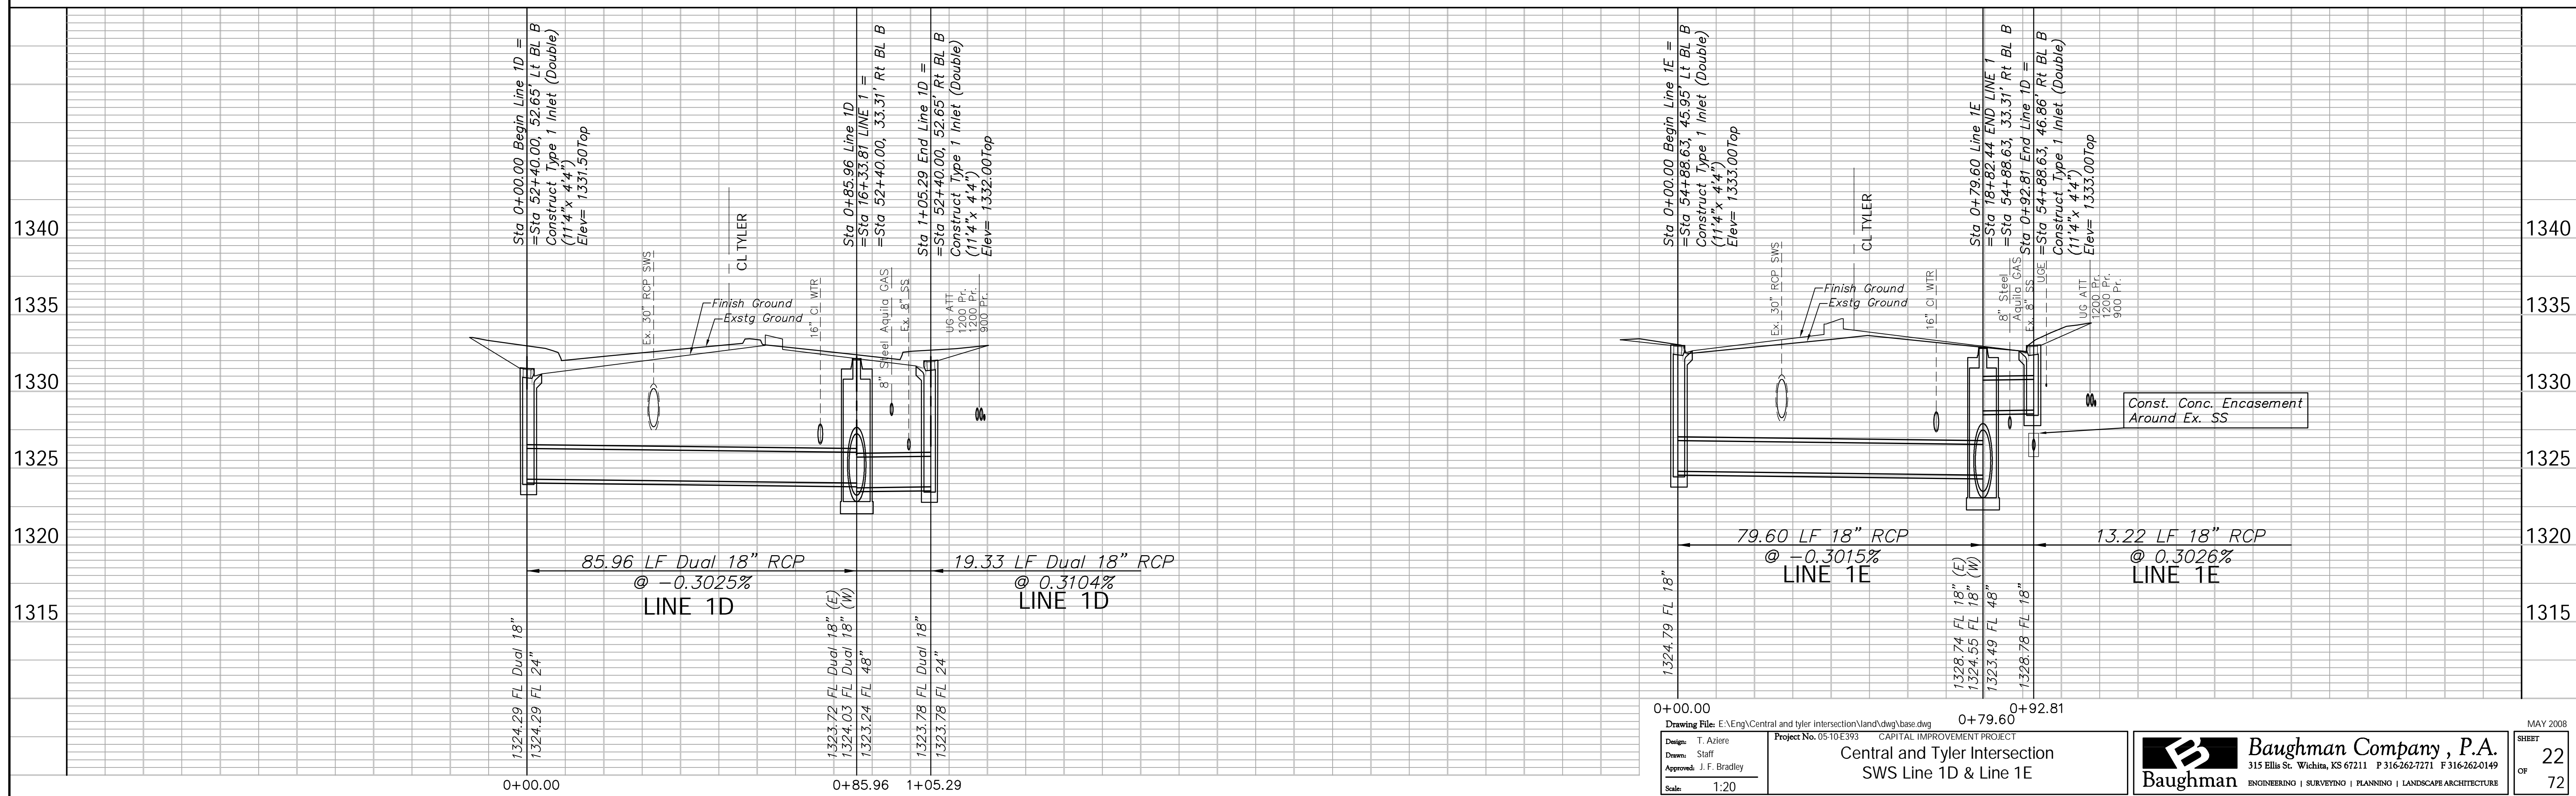 Sta 0+00.00 Begin Line 1D =
=Sta 52+40.00, 52.65' Lt BL B
Construct Type 1 Inlet (Double)
(11'4"x 4'4")
Elev= 1331.50Top
Sta 0+85.96 Line 1D
=Sta 16+33.81 LINE 1 =
=Sta 52+40.00, 33.31' Rt BL B
Sta 1+05.29 End Line 1D =
=Sta 52+40.00, 52.65' Rt BL B
Construct Type 1 Inlet (Double)
(11'4"x 4'4")
Elev= 1332.00Top
Ex. 30" RCP SWS
CL TYLER
Finish Ground
Exstg Ground
16" CI WTR
8" Steel Aquila GAS
Ex. 8" SS
UG ATT
1200 Pr.
1200 Pr.
900 Pr.
1340
1335
1330
1325
1320
1315
85.96 LF Dual 18" RCP
@ -0.3025%
LINE 1D
19.33 LF Dual 18" RCP
@ 0.3104%
LINE 1D
1324.29 FL Dual 18"
1324.29 FL 24"
1323.72 FL Dual 18" (E)
1324.03 FL Dual 18" (W)
1323.24 FL 48"
1323.78 FL Dual 18"
1323.78 FL 24"
0+00.00
0+85.96
1+05.29
Sta 0+00.00 Begin Line 1E =
=Sta 54+88.63, 45.95' Lt BL B
Construct Type 1 Inlet (Double)
(11'4"x 4'4")
Elev= 1333.00Top
Sta 0+79.60 Line 1E
=Sta 18+82.44 END LINE 1
=Sta 54+88.63, 33.31' Rt BL B
Sta 0+92.81 End Line 1D =
=Sta 54+88.63, 46.86' Rt BL B
Construct Type 1 Inlet (Double)
(11'4"x 4'4")
Elev= 1333.00Top
Ex. 30" RCP SWS
CL TYLER
Finish Ground
Exstg Ground
16" CI WTR
8" Steel
Aquila GAS
Ex. 8" SS
UGE
UG ATT
1200 Pr.
1200 Pr.
900 Pr.
Const. Conc. Encasement
Around Ex. SS
1340
1335
1330
1325
1320
1315
79.60 LF 18" RCP
@ -0.3015%
LINE 1E
13.22 LF 18" RCP
@ 0.3026%
LINE 1E
1324.79 FL 18"
1328.74 FL 18" (E)
1324.55 FL 18" (W)
1323.49 FL 48"
1328.78 FL 18"
0+00.00
0+79.60
0+92.81
Drawing File: E:\Eng\Central and tyler intersection\land\dwg\base.dwg
MAY 2008
Design: T. Aziere
Drawn: Staff
Approved: J. F. Bradley
Scale: 1:20
Project No. 05-10-E393 CAPITAL IMPROVEMENT PROJECT
Central and Tyler Intersection
SWS Line 1D & Line 1E
Baughman
Baughman Company, P.A.
315 Ellis St. Wichita, KS 67211 P 316-262-7271 F 316-262-0149
ENGINEERING | SURVEYING | PLANNING | LANDSCAPE ARCHITECTURE
SHEET
22
OF
72